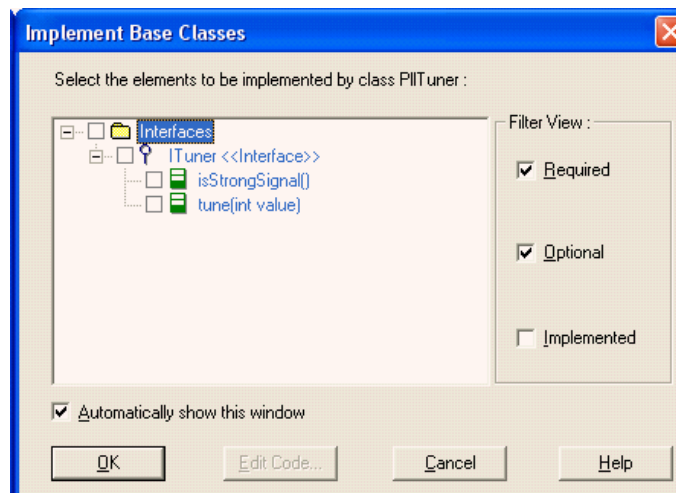 Implement Base Classes
Select the elements to be implemented by class PIITuner :
Interfaces
ITuner <<Interface>>
isStrongSignal()
tune(int value)
Filter View :
Required
Optional
Implemented
Automatically show this window
OK
Edit Code...
Cancel
Help